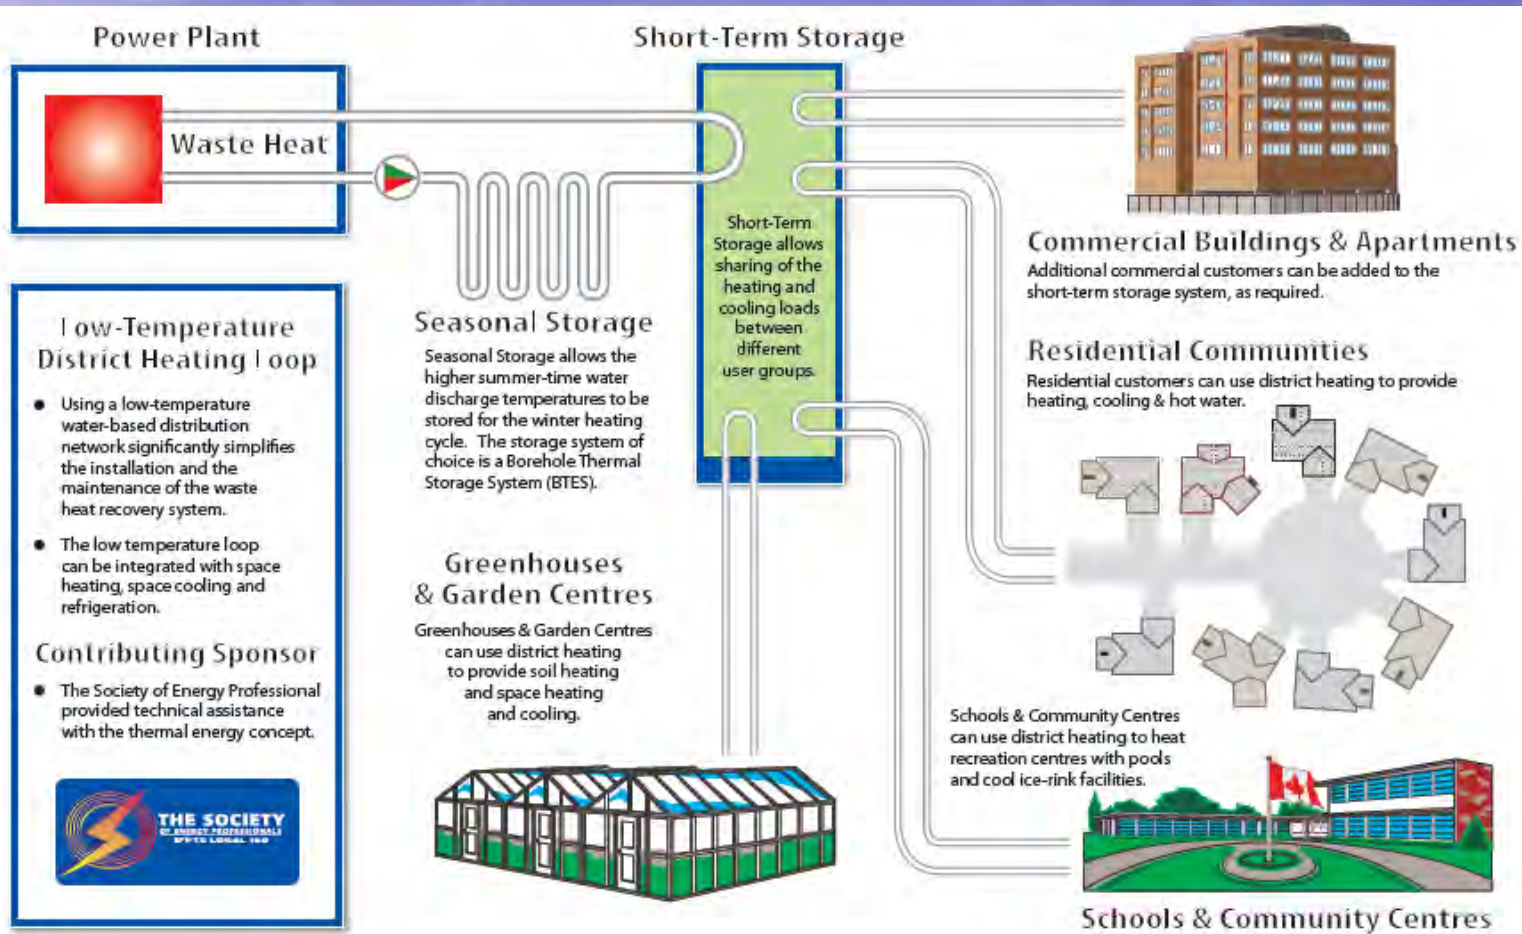 Power Plant
Waste Heat
Low-Temperature
District Heating Loop
Using a low-temperature
water-based distribution
network significantly simplifies
the installation and the
maintenance of the waste
heat recovery system.
The low temperature loop
can be integrated with space
heating, space cooling and
refrigeration.
Contributing Sponsor
The Society of Energy Professional
provided technical assistance
with the thermal energy concept.
THE SOCIETY
OF ENERGY PROFESSIONALS
IFPTE LOCAL 160
Seasonal Storage
Seasonal Storage allows the
higher summer-time water
discharge temperatures to be
stored for the winter heating
cycle. The storage system of
choice is a Borehole Thermal
Storage System (BTES).
Greenhouses
& Garden Centres
Greenhouses & Garden Centres
can use district heating
to provide soil heating
and space heating
and cooling.
Short-Term Storage
Short-Term
Storage allows
sharing of the
heating and
cooling loads
between
different
user groups.
Commercial Buildings & Apartments
Additional commercial customers can be added to the
short-term storage system, as required.
Residential Communities
Residential customers can use district heating to provide
heating, cooling & hot water.
Schools & Community Centres
can use district heating to heat
recreation centres with pools
and cool ice-rink facilities.
Schools & Community Centres